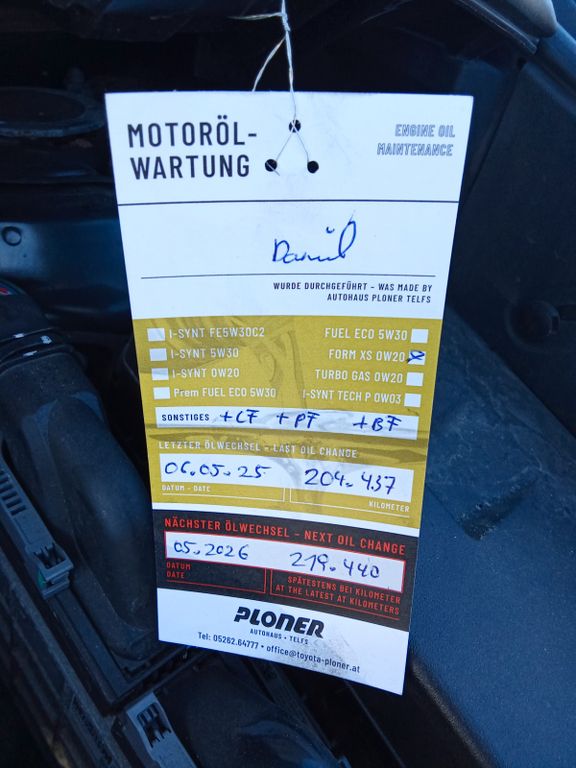 MOTORÖL-
WARTUNG
ENGINE OIL
MAINTENANCE
Daniel
WURDE DURCHGEFÜHRT - WAS MADE BY
AUTOHAUS PLONER TELFS
I-SYNT FE5W30C2
FUEL ECO 5W30
I-SYNT 5W30
FORM XS 0W20
I-SYNT 0W20
TURBO GAS 0W20
Prem FUEL ECO 5W30
I-SYNT TECH P 0W03
SONSTIGES +CF +PF +BF
LETZTER ÖLWECHSEL - LAST OIL CHANGE
06.05.25 204.437
DATUM - DATE
KILOMETER
NÄCHSTER ÖLWECHSEL - NEXT OIL CHANGE
05.2026 219.440
DATUM
DATE
SPÄTESTENS BEI KILOMETER
AT THE LATEST AT KILOMETERS
PLONER
AUTOHAUS • TELFS
Tel: 05262.64777 • office@toyota-ploner.at